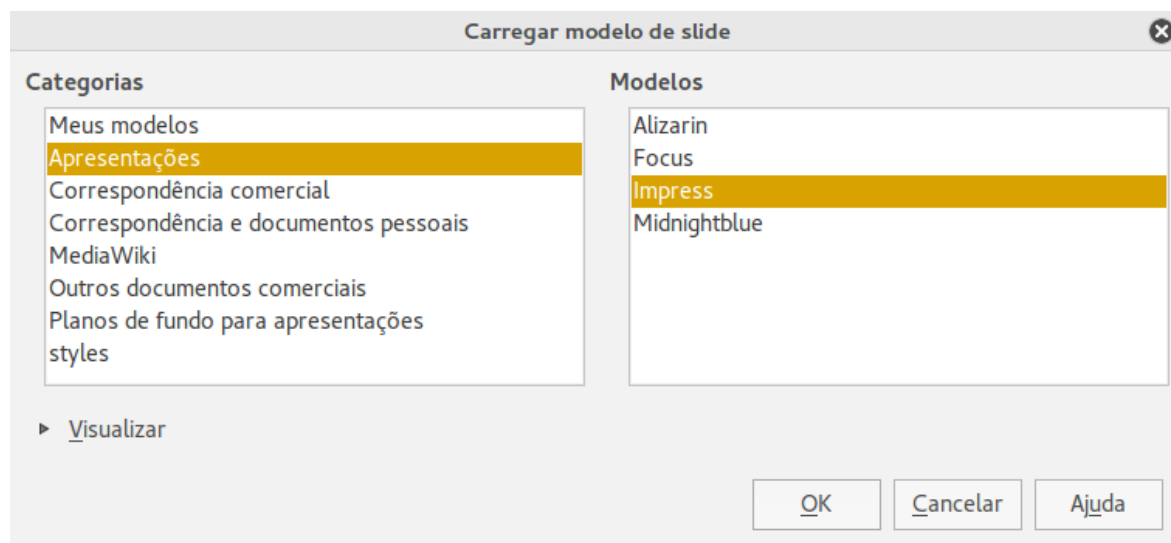 Carregar modelo de slide
Categorias
Meus modelos
Apresentações
Correspondência comercial
Correspondência e documentos pessoais
MediaWiki
Outros documentos comerciais
Planos de fundo para apresentações
styles
Modelos
Alizarin
Focus
Impress
Midnightblue
Visualizar
OK Cancelar Ajuda